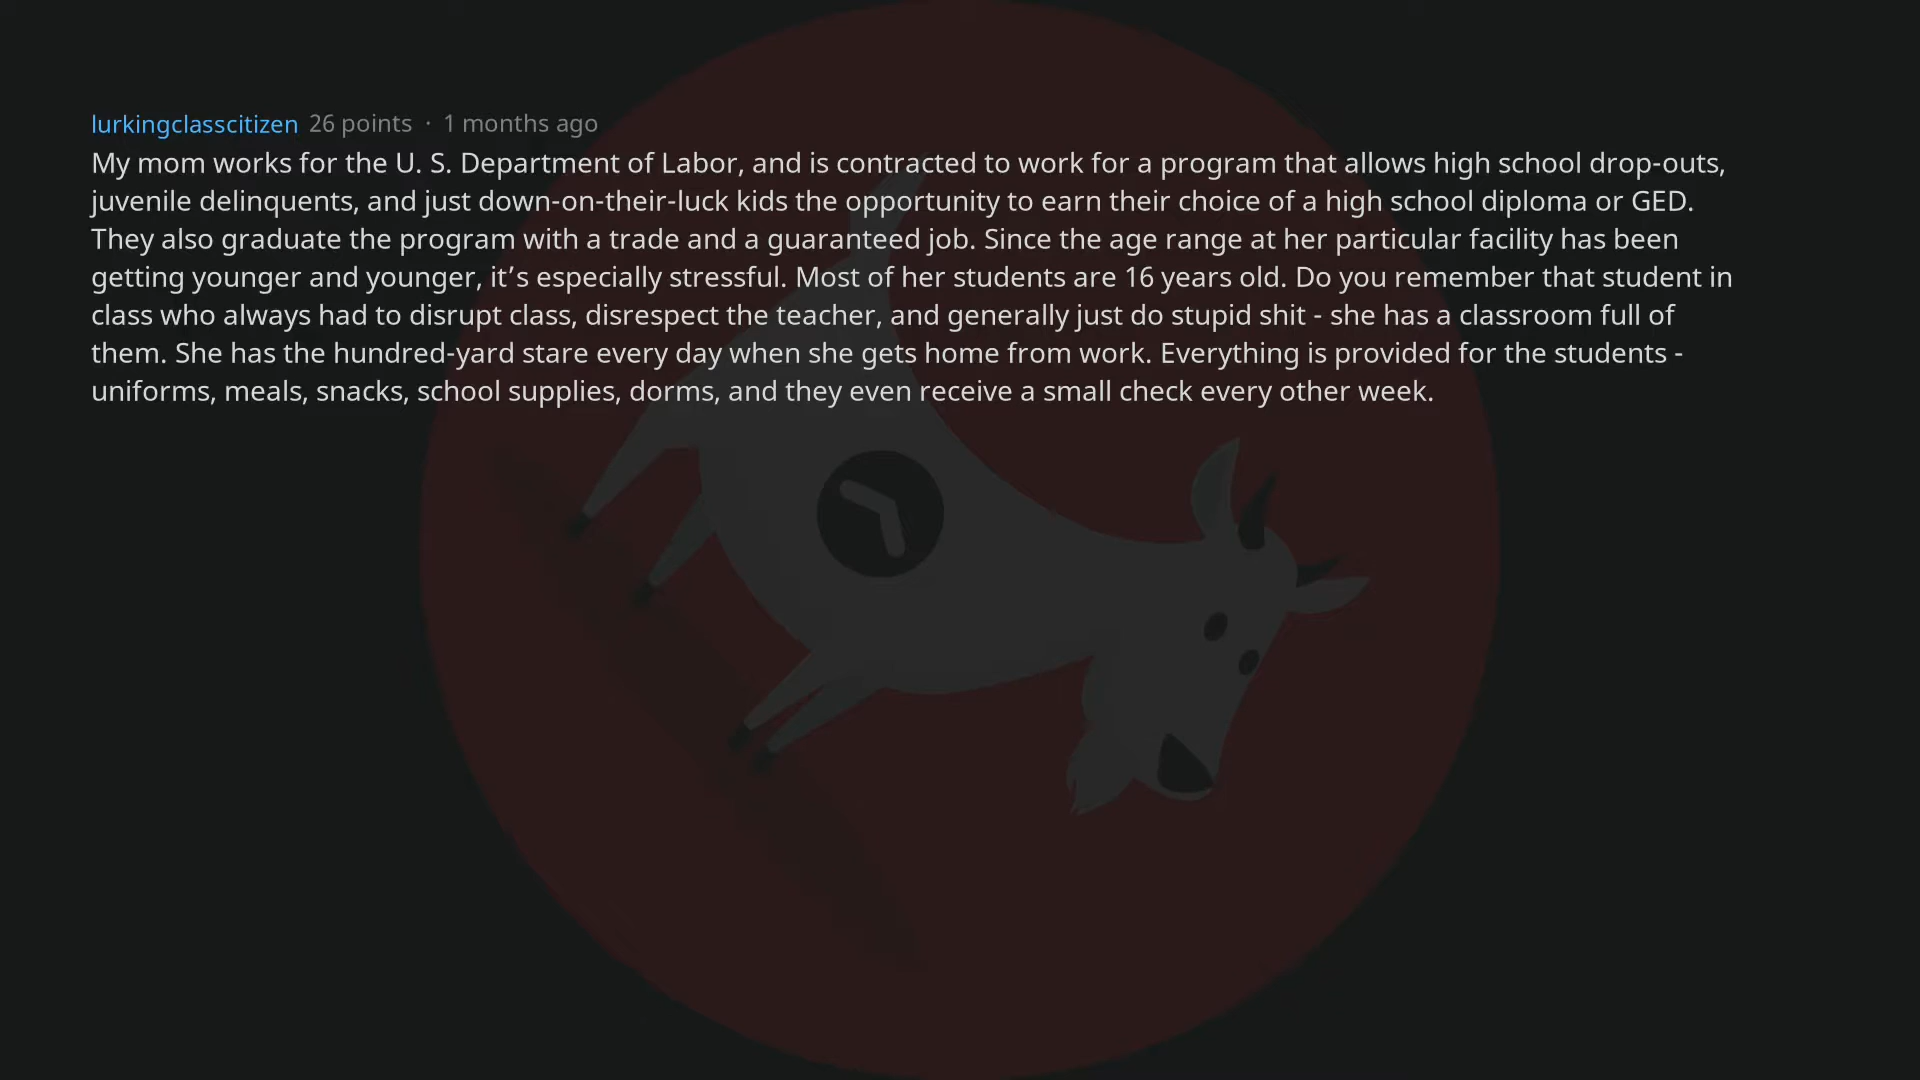 lurkingclasscitizen 26 points · 1 months ago
My mom works for the U. S. Department of Labor, and is contracted to work for a program that allows high school drop-outs,
juvenile delinquents, and just down-on-their-luck kids the opportunity to earn their choice of a high school diploma or GED.
They also graduate the program with a trade and a guaranteed job. Since the age range at her particular facility has been
getting younger and younger, it’s especially stressful. Most of her students are 16 years old. Do you remember that student in
class who always had to disrupt class, disrespect the teacher, and generally just do stupid shit - she has a classroom full of
them. She has the hundred-yard stare every day when she gets home from work. Everything is provided for the students -
uniforms, meals, snacks, school supplies, dorms, and they even receive a small check every other week.